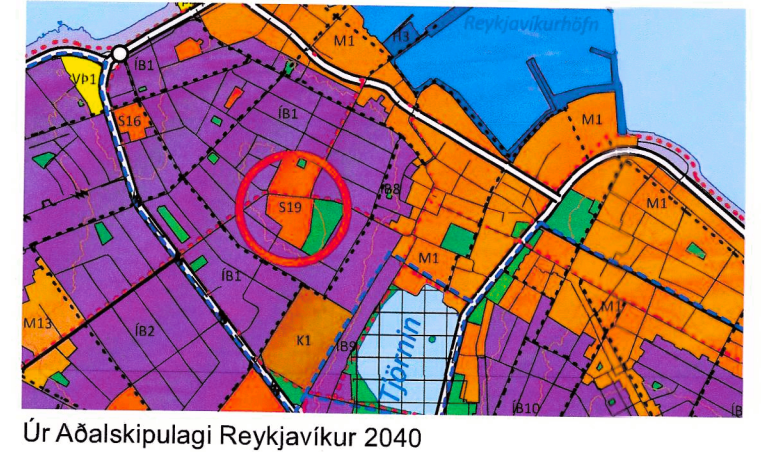 Reykjavíkurhöfn
M1
H3
ÍB1
VÞ1
M1
S16
ÍB1
ÍB8
S19
M1
M1
ÍB1
M1
M13
ÍB2
K1
ÍB9
Tjörnin
ÍB10
ÍB
Úr Aðalskipulagi Reykjavíkur 2040